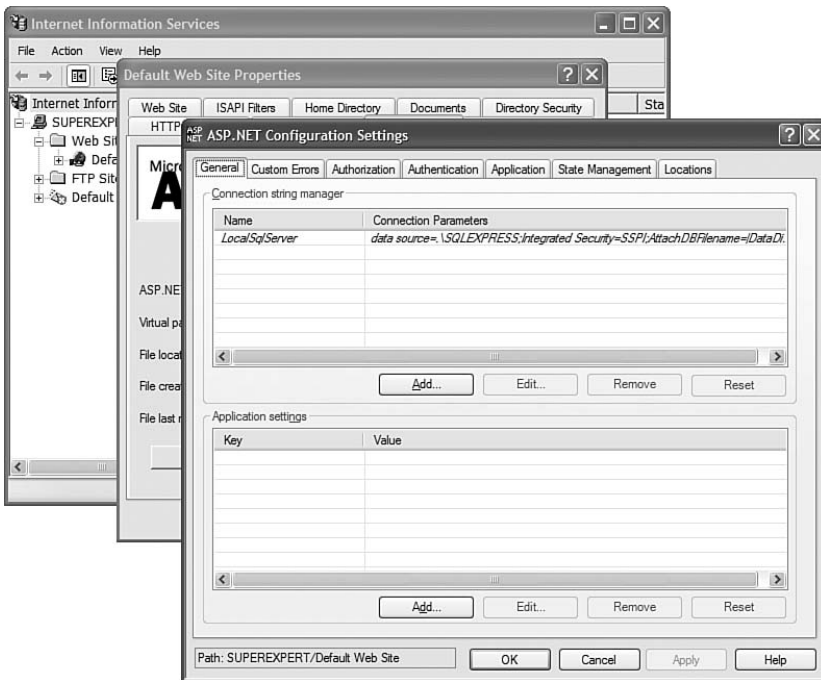 Internet Information Services
File Action View Help
Default Web Site Properties
Internet Inforr
Sta
SUPEREXPI
Web Sit
Defa
FTP Site
Default
Web Site ISAPI Filters Home Directory Documents Directory Security
HTTP
Micro
A
ASP.NE
Virtual pa
File locat
File crea
File last r
ASP.NET Configuration Settings
General Custom Errors Authorization Authentication Application State Management Locations
Connection string manager
Name Connection Parameters
LocalSqlServer data source=.\SQLEXPRESS;Integrated Security=SSPI;AttachDBFilename=|DataDi.
Add... Edit... Remove Reset
Application settings
Key Value
Add... Edit... Remove Reset
Path: SUPEREXPERT/Default Web Site OK Cancel Apply Help